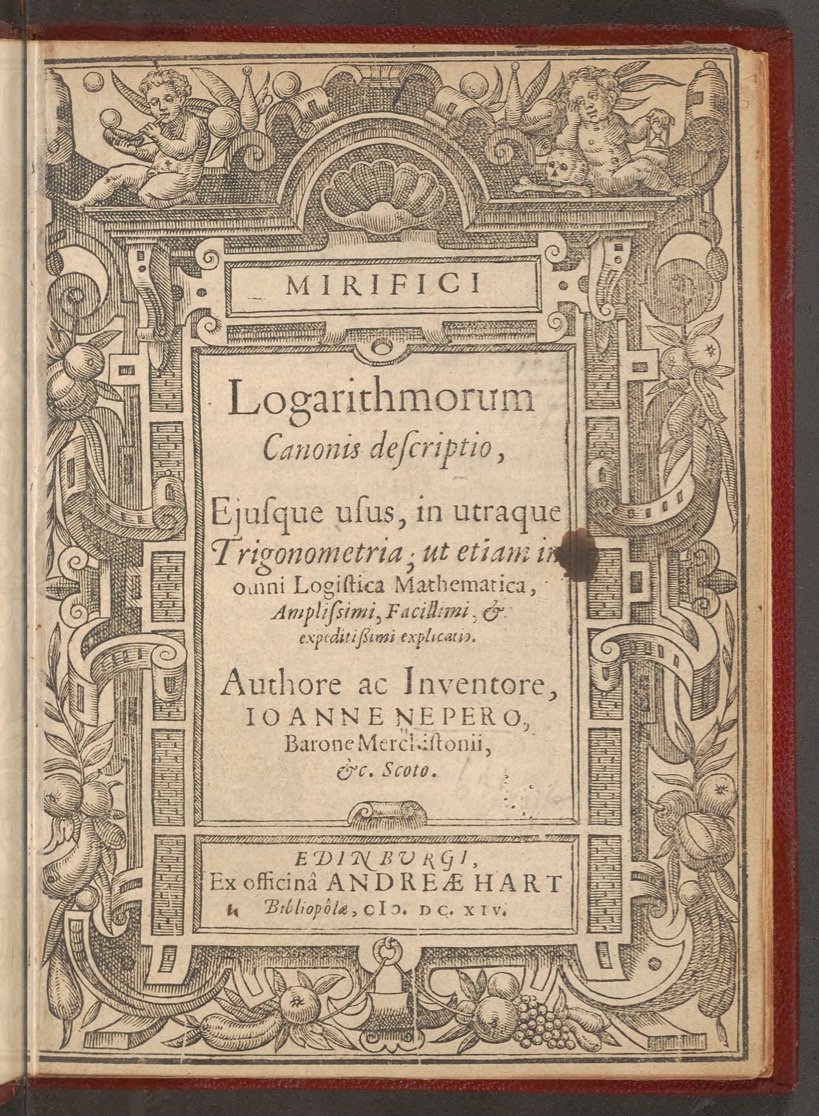 MIRIFICI
Logarithmorum
Canonis deſcriptio,
Ejuſque uſus, in utraque
Trigonometria; ut etiam in
omni Logiſtica Mathematica,
Ampliſsimi, Facillimi, &
expeditiſsimi explicatio.
Authore ac Inventore,
IOANNE NEPERO,
Barone Merchiſtonii,
&c. Scoto.
EDINBVRGI,
Ex officinâ ANDREÆ HART
Bibliopôlæ, CIↃ. DC. XIV.